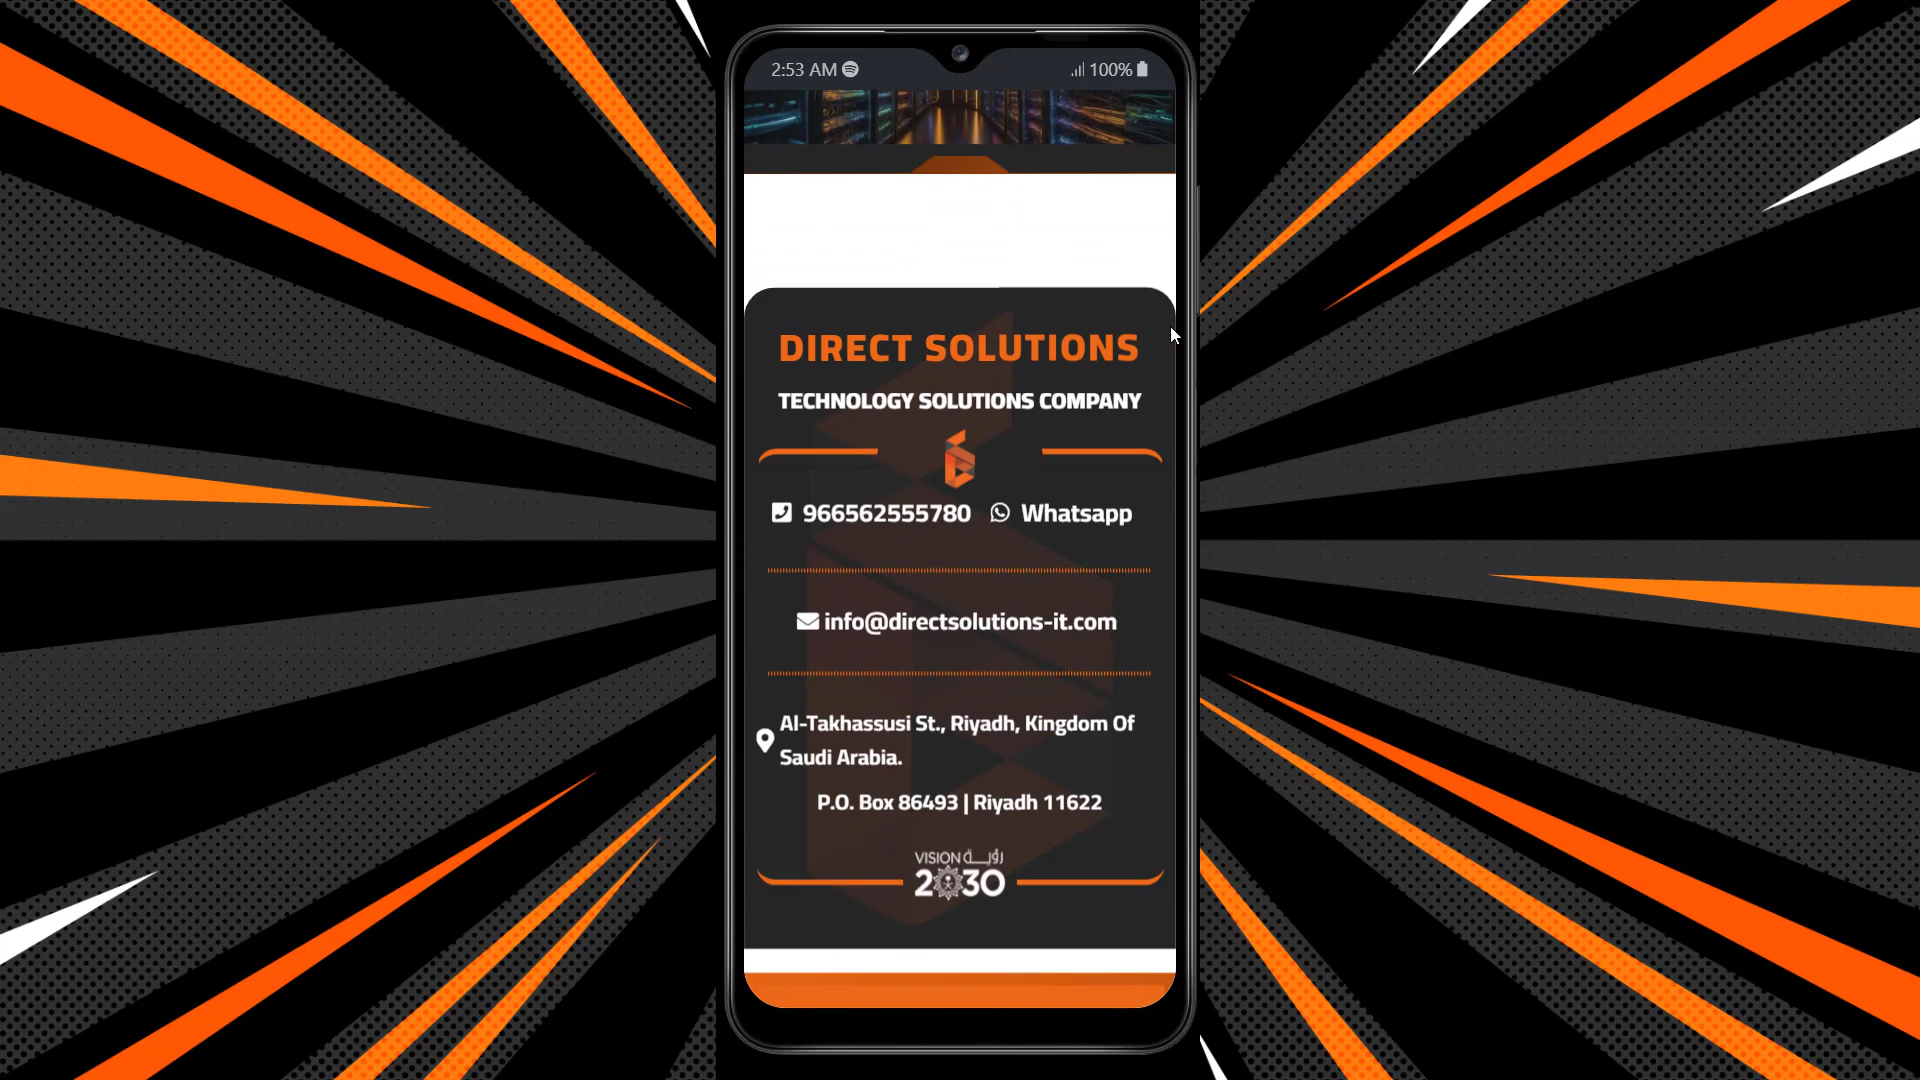 2:53 AM 100%
DIRECT SOLUTIONS
TECHNOLOGY SOLUTIONS COMPANY
966562555780 Whatsapp
info@directsolutions-it.com
Al-Takhassusi St., Riyadh, Kingdom Of
Saudi Arabia.
P.O. Box 86493 | Riyadh 11622
VISION رؤيــة
2030